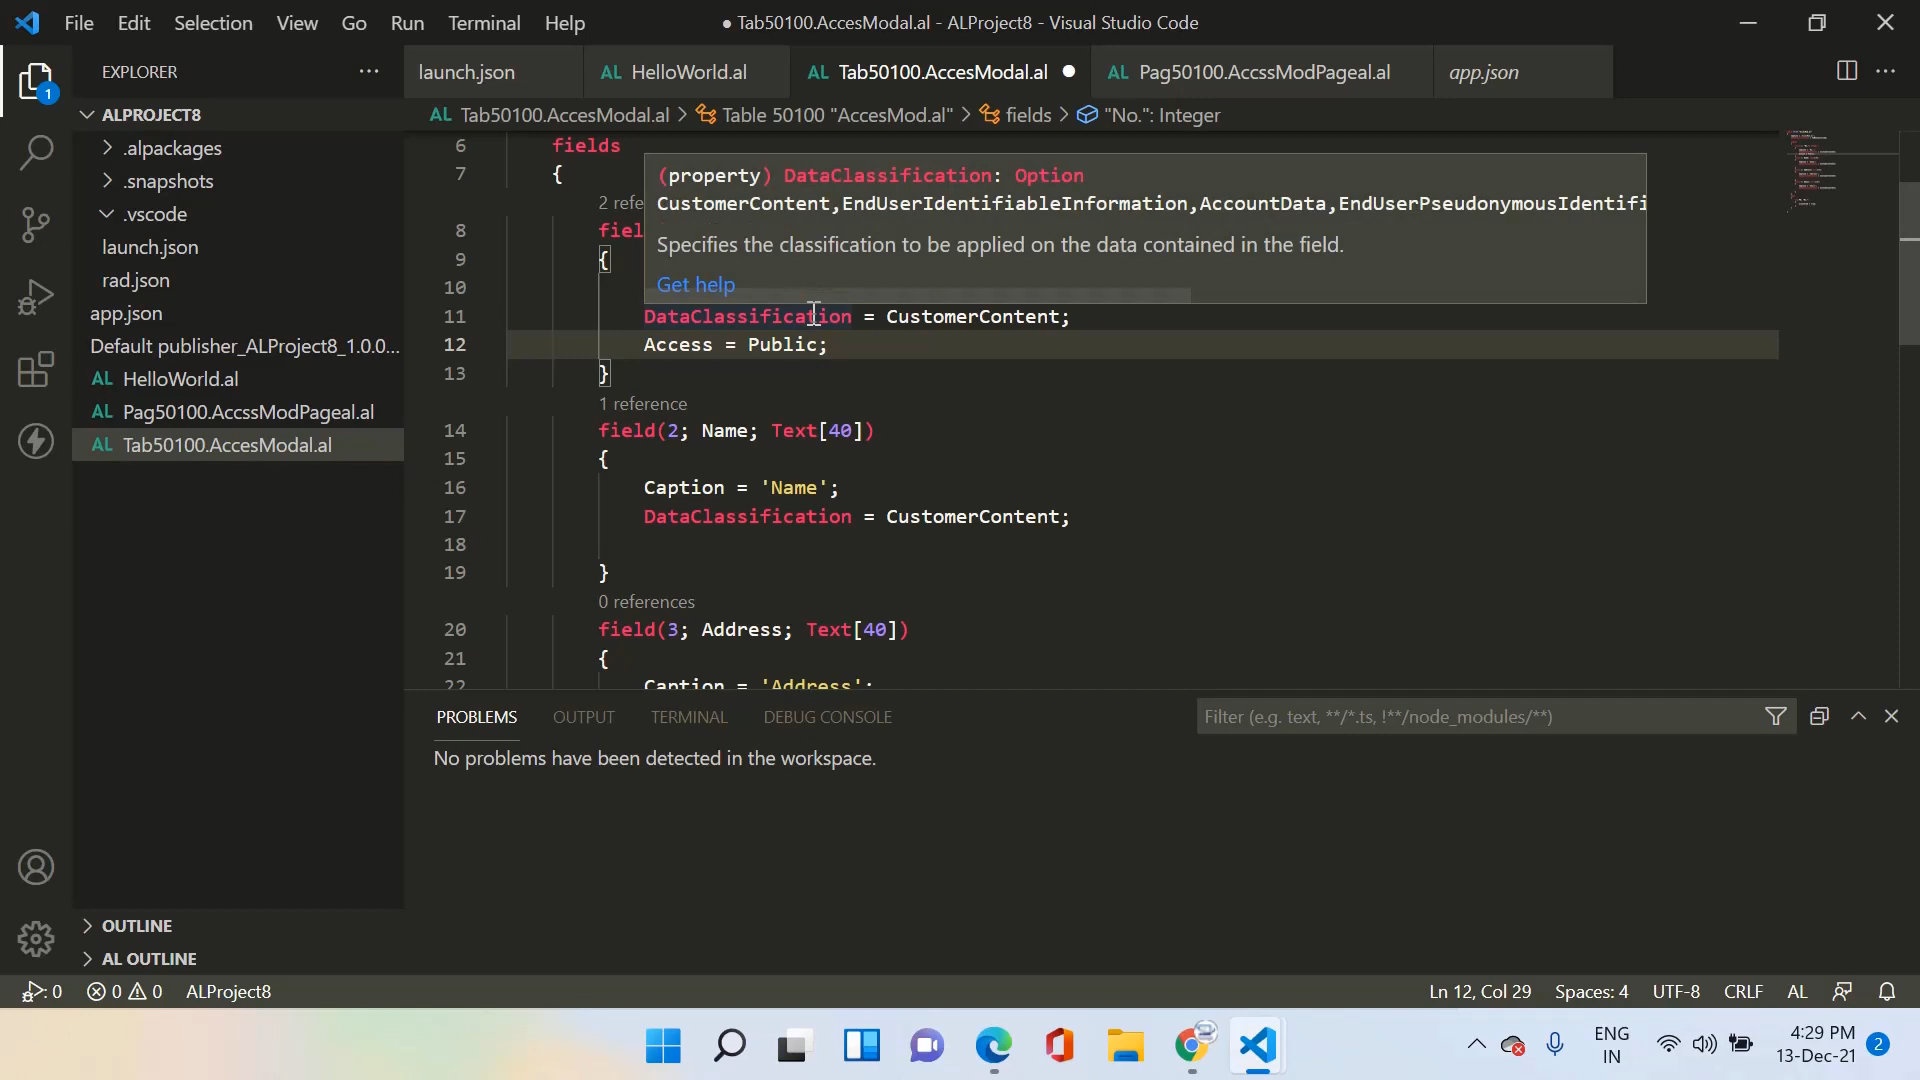 File Edit Selection View Go Run Terminal Help
● Tab50100.AccesModal.al - ALProject8 - Visual Studio Code
EXPLORER
launch.json
AL HelloWorld.al
AL Tab50100.AccesModal.al
AL Pag50100.AccssModPageal.al
app.json
1
ALPROJECT8
.alpackages
.snapshots
.vscode
launch.json
rad.json
app.json
Default publisher_ALProject8_1.0.0...
AL HelloWorld.al
AL Pag50100.AccssModPageal.al
AL Tab50100.AccesModal.al
OUTLINE
AL OUTLINE
AL Tab50100.AccesModal.al > Table 50100 "AccesMod.al" > fields > "No.": Integer
6 fields
7 {
(property) DataClassification: Option
CustomerContent,EndUserIdentifiableInformation,AccountData,EndUserPseudonymousIdentifi
Specifies the classification to be applied on the data contained in the field.
Get help
2 refe
8 fiel
9 {
10
11 DataClassification = CustomerContent;
12 Access = Public;
13 }
1 reference
14 field(2; Name; Text[40])
15 {
16 Caption = 'Name';
17 DataClassification = CustomerContent;
18
19 }
0 references
20 field(3; Address; Text[40])
21 {
22 Caption = 'Address';
PROBLEMS OUTPUT TERMINAL DEBUG CONSOLE
Filter (e.g. text, **/*.ts, !**/node_modules/**)
No problems have been detected in the workspace.
: 0 0 0 ALProject8
Ln 12, Col 29 Spaces: 4 UTF-8 CRLF AL
ENG
IN
4:29 PM
13-Dec-21
2